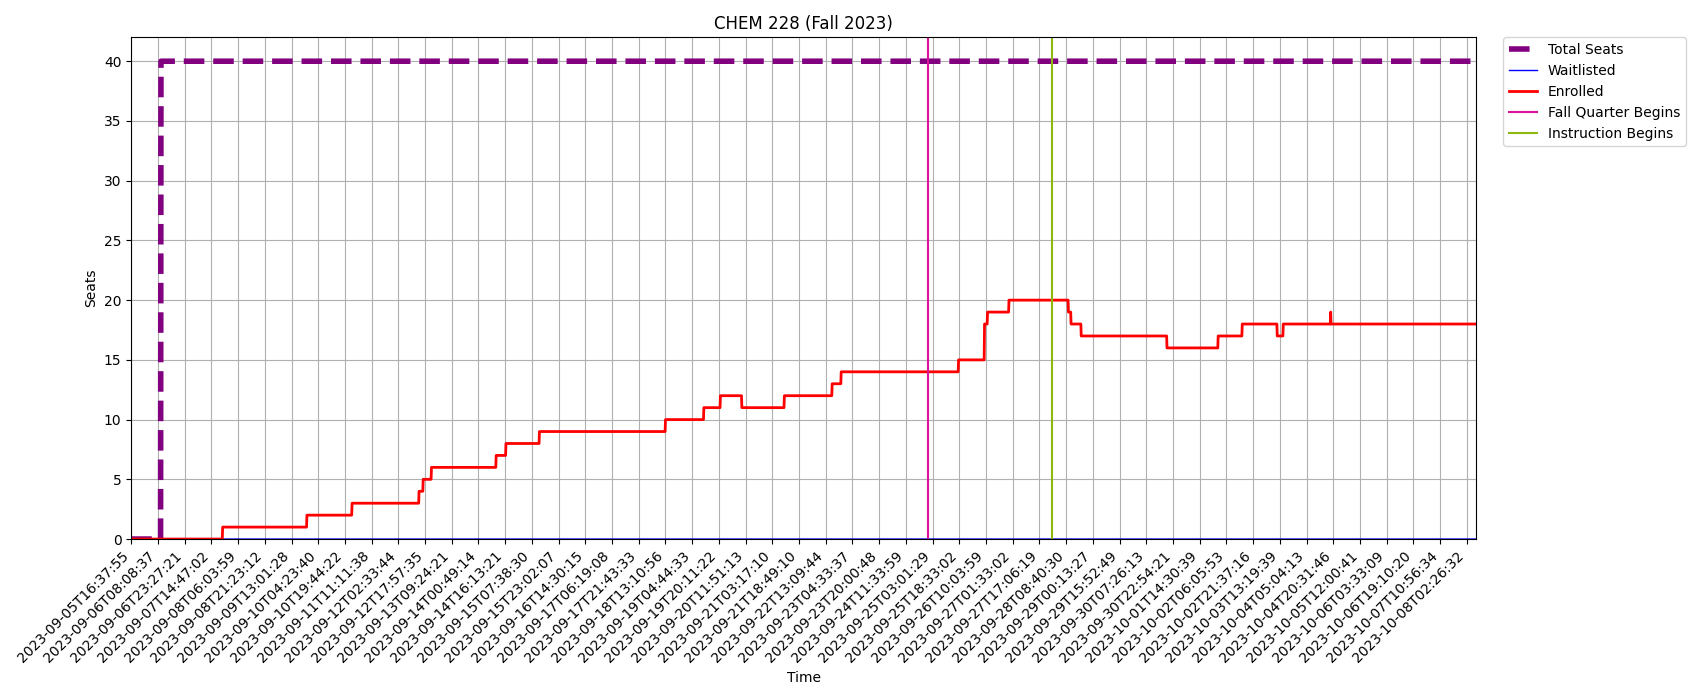 CHEM 228 (Fall 2023)
Total Seats
Waitlisted
Enrolled
Fall Quarter Begins
Instruction Begins
Seats
40
35
30
25
20
15
10
5
0
2023-09-05T16:37:55
2023-09-06T08:08:37
2023-09-06T23:27:21
2023-09-07T14:47:02
2023-09-08T06:03:59
2023-09-08T21:23:12
2023-09-09T13:01:28
2023-09-10T04:23:40
2023-09-10T19:44:22
2023-09-11T11:11:38
2023-09-12T02:33:44
2023-09-12T17:57:35
2023-09-13T09:24:21
2023-09-14T00:49:14
2023-09-14T16:13:21
2023-09-15T07:38:30
2023-09-15T23:02:07
2023-09-16T14:30:15
2023-09-17T06:19:08
2023-09-17T21:43:33
2023-09-18T13:10:56
2023-09-19T04:44:33
2023-09-19T20:11:22
2023-09-20T11:51:13
2023-09-21T03:17:10
2023-09-21T18:49:10
2023-09-22T13:09:44
2023-09-23T04:33:37
2023-09-23T20:00:48
2023-09-24T11:33:59
2023-09-25T03:01:29
2023-09-25T18:33:02
2023-09-26T10:03:59
2023-09-27T01:33:02
2023-09-27T17:06:19
2023-09-28T08:40:30
2023-09-29T00:13:27
2023-09-29T15:52:49
2023-09-30T07:26:13
2023-09-30T22:54:21
2023-10-01T14:30:39
2023-10-02T06:05:53
2023-10-02T21:37:16
2023-10-03T13:19:39
2023-10-04T05:04:13
2023-10-04T20:31:46
2023-10-05T12:00:41
2023-10-06T03:33:09
2023-10-06T19:10:20
2023-10-07T10:56:34
2023-10-08T02:26:32
Time